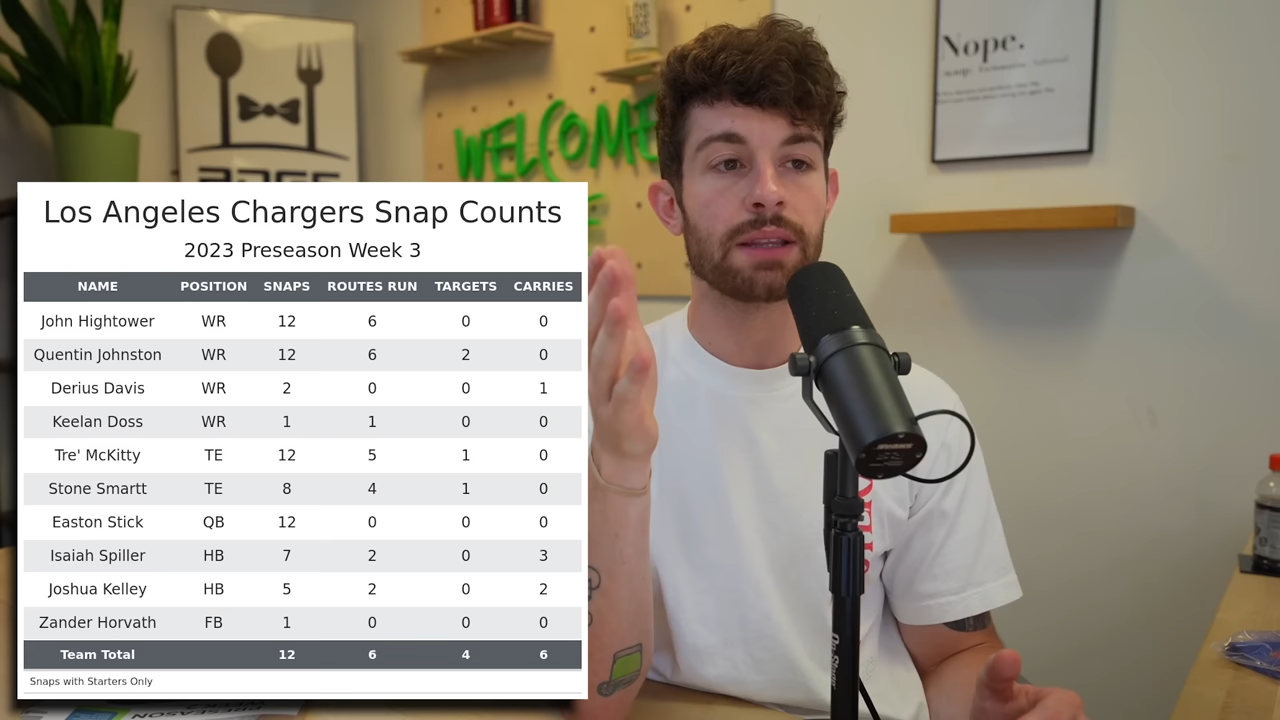 WELCOME
Nope.
Los Angeles Chargers Snap Counts
2023 Preseason Week 3
NAME POSITION SNAPS ROUTES RUN TARGETS CARRIES
John Hightower WR 12 6 0 0
Quentin Johnston WR 12 6 2 0
Derius Davis WR 2 0 0 1
Keelan Doss WR 1 1 0 0
Tre' McKitty TE 12 5 1 0
Stone Smartt TE 8 4 1 0
Easton Stick QB 12 0 0 0
Isaiah Spiller HB 7 2 0 3
Joshua Kelley HB 5 2 0 2
Zander Horvath FB 1 0 0 0
Team Total 12 6 4 6
Snaps with Starters Only
On-Stage